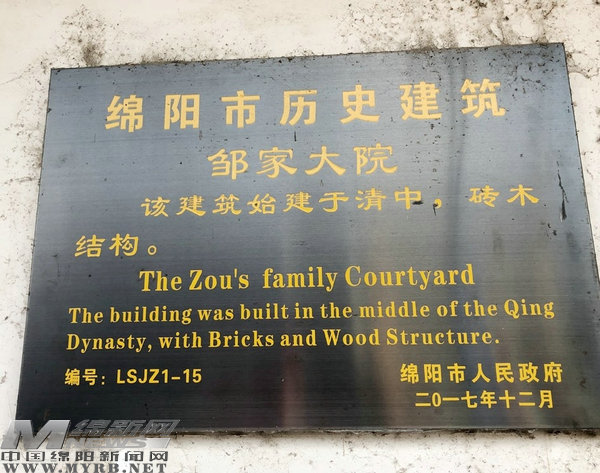 绵阳市历史建筑
邹家大院
该建筑始建于清中，砖木
结构。
The Zou's family Courtyard
The building was built in the middle of the Qing
Dynasty, with Bricks and Wood Structure.
编号：LSJZ1-15
绵阳市人民政府
二〇一七年十二月
绵新网
中国绵阳新闻网
WWW.MYRB.NET